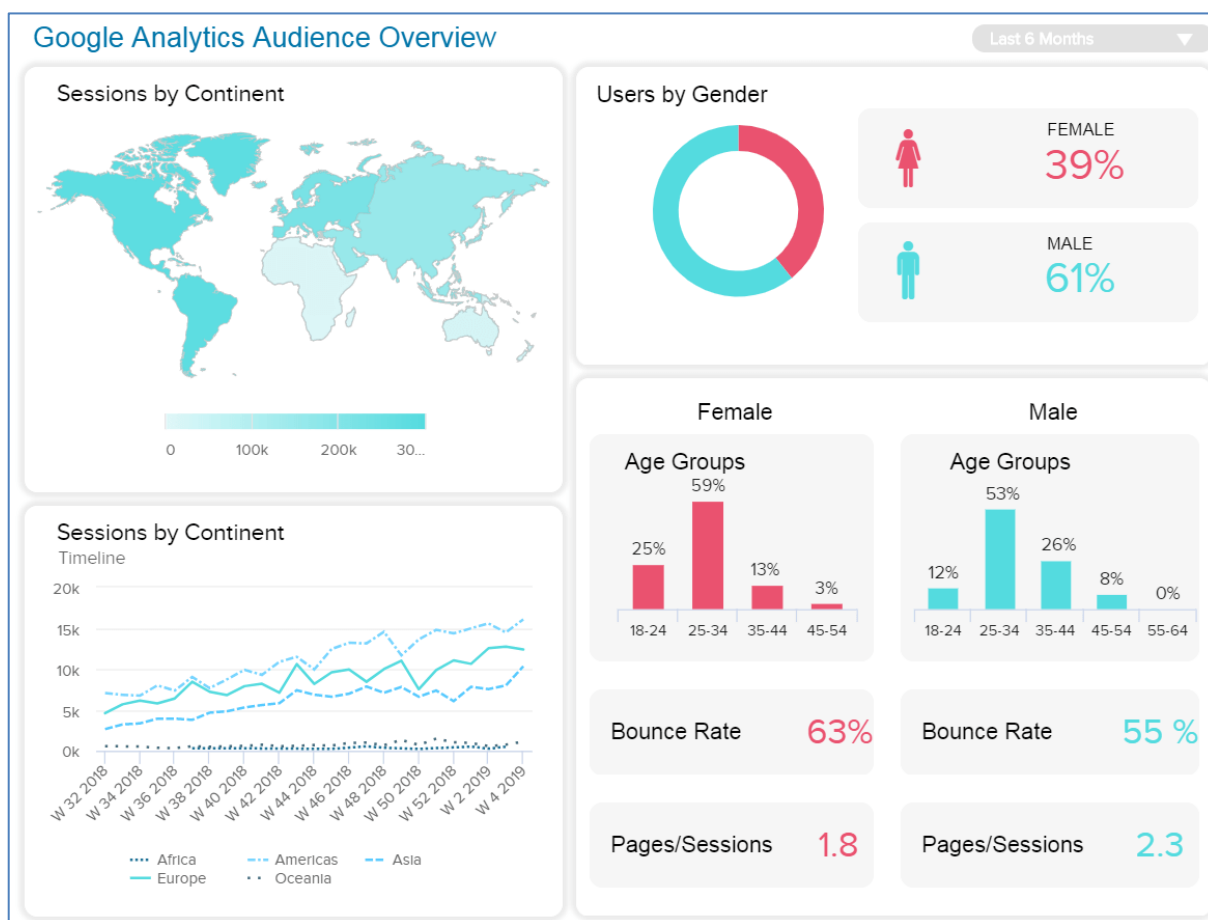 Google Analytics Audience Overview
Last 6 Months
Sessions by Continent
0 100k 200k 30...
Sessions by Continent
Timeline
20k
15k
10k
5k
0k
W 32 2018 W 34 2018 W 36 2018 W 38 2018 W 40 2018 W 42 2018 W 44 2018 W 46 2018 W 48 2018 W 50 2018 W 52 2018 W 2 2019 W 4 2019
Africa Americas Asia
Europe Oceania
Users by Gender
FEMALE
39%
MALE
61%
Female
Age Groups
59%
25%
13%
3%
18-24 25-34 35-44 45-54
Bounce Rate 63%
Pages/Sessions 1.8
Male
Age Groups
53%
26%
12%
8%
0%
18-24 25-34 35-44 45-54 55-64
Bounce Rate 55 %
Pages/Sessions 2.3